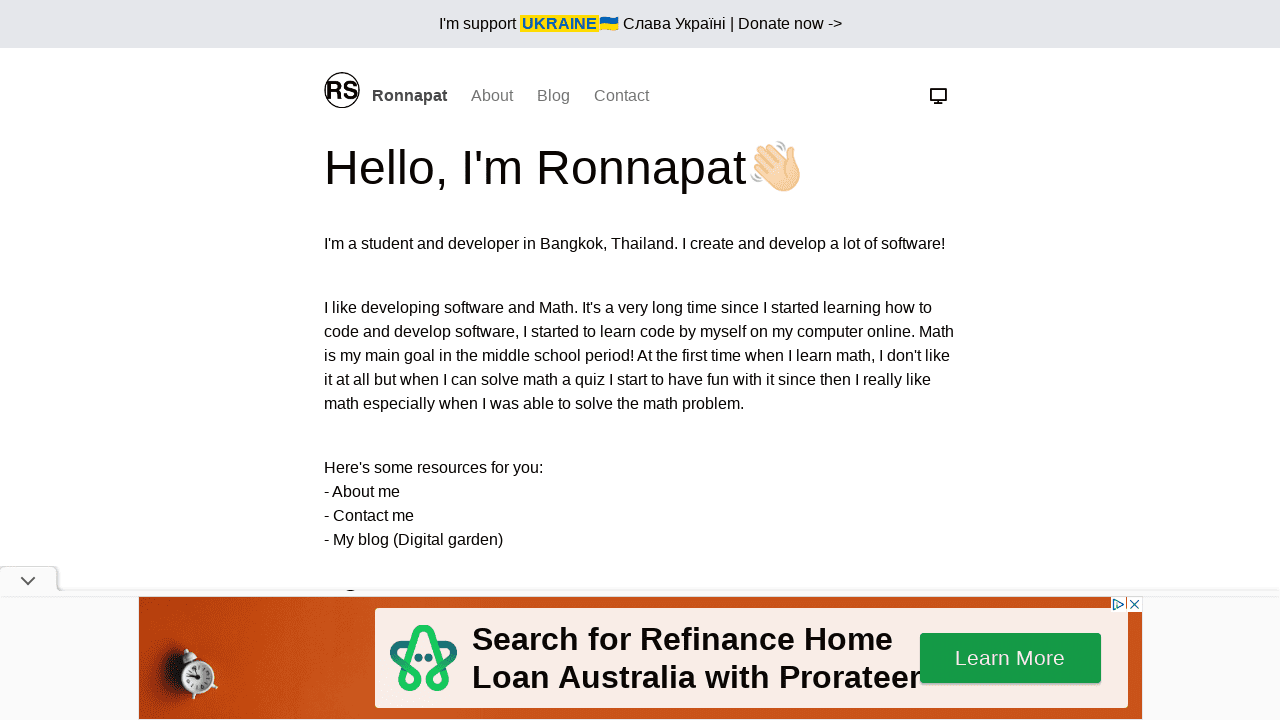 I'm support UKRAINE🇺🇦 Слава Україні | Donate now ->
RS Ronnapat About Blog Contact
Hello, I'm Ronnapat👋🏻
I'm a student and developer in Bangkok, Thailand. I create and develop a lot of software!
I like developing software and Math. It's a very long time since I started learning how to
code and develop software, I started to learn code by myself on my computer online. Math
is my main goal in the middle school period! At the first time when I learn math, I don't like
it at all but when I can solve math a quiz I start to have fun with it since then I really like
math especially when I was able to solve the math problem.
Here's some resources for you:
- About me
- Contact me
- My blog (Digital garden)
Search for Refinance Home
Loan Australia with Prorateer
Learn More